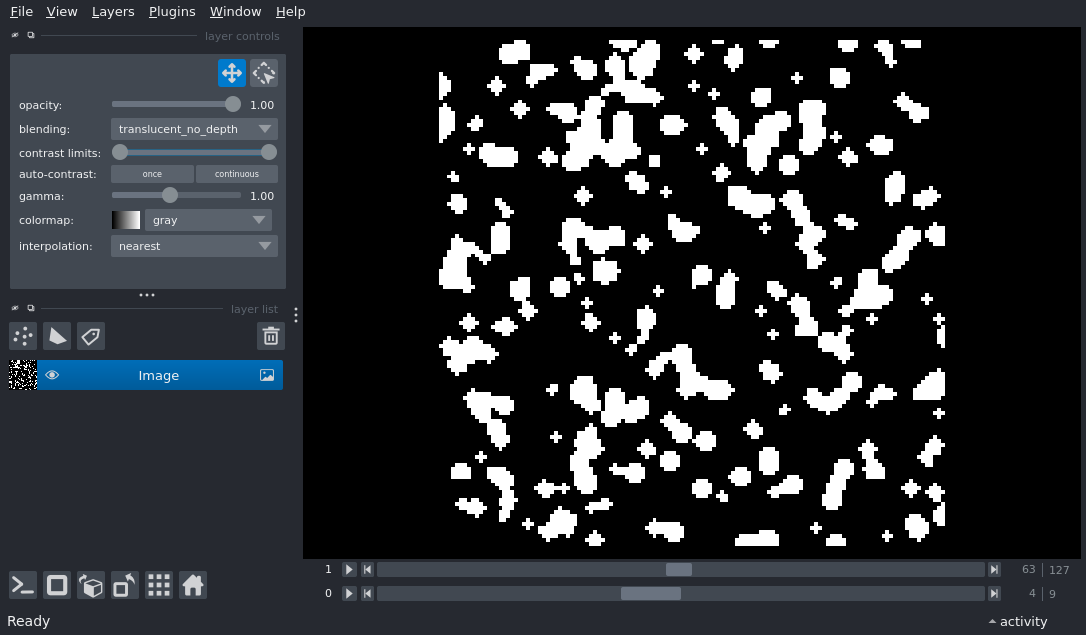 File View Layers Plugins Window Help
layer controls
opacity: 1.00
blending: translucent_no_depth
contrast limits:
auto-contrast: once continuous
gamma: 1.00
colormap: gray
interpolation: nearest
layer list
Image
1 63 127
0 4 9
Ready activity